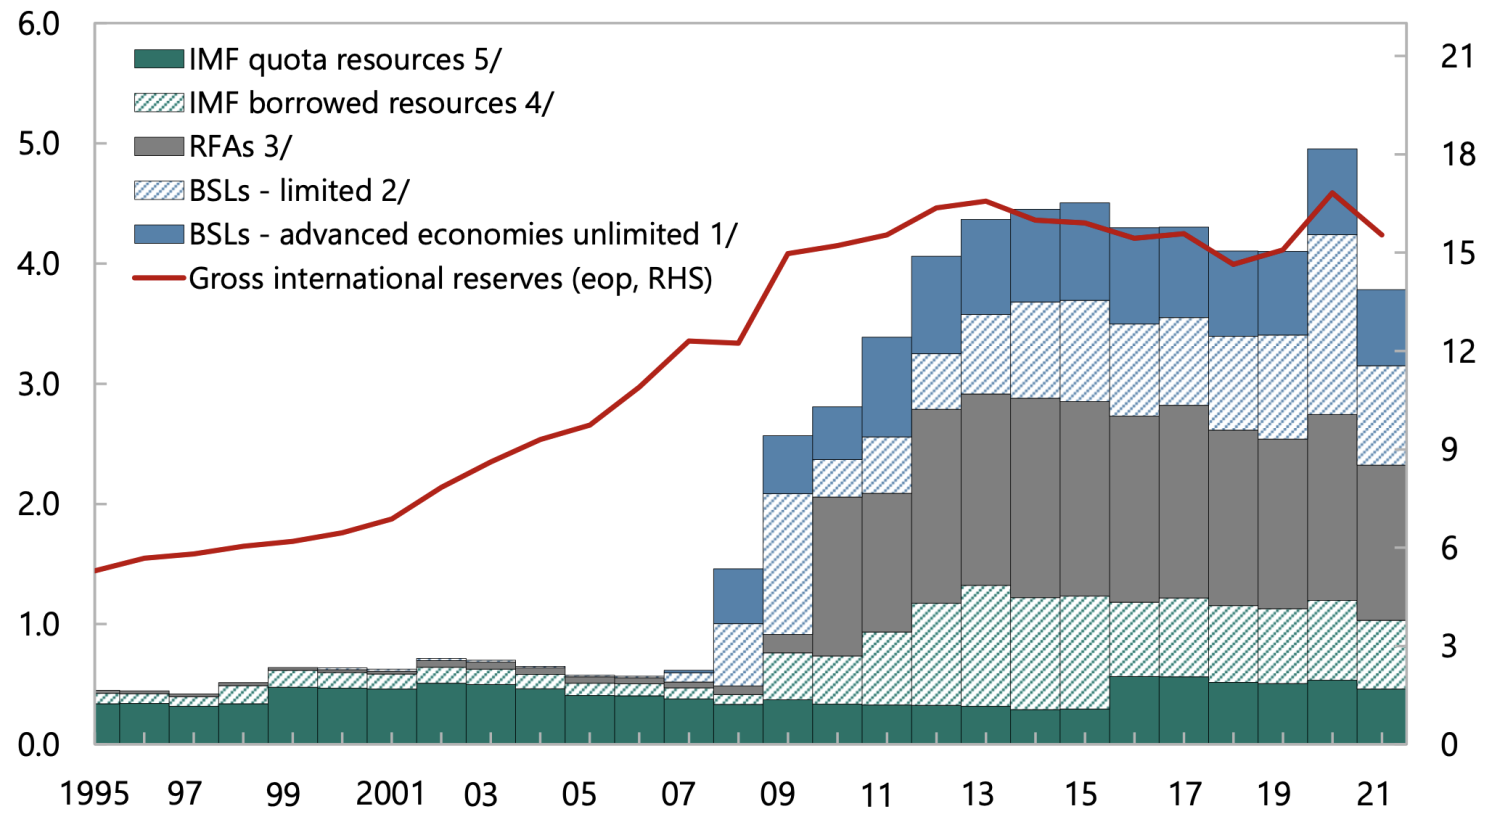 6.0
5.0
4.0
3.0
2.0
1.0
0.0
IMF quota resources 5/
IMF borrowed resources 4/
RFAs 3/
BSLs - limited 2/
BSLs - advanced economies unlimited 1/
Gross international reserves (eop, RHS)
21
18
15
12
9
6
3
0
1995 97 99 2001 03 05 07 09 11 13 15 17 19 21